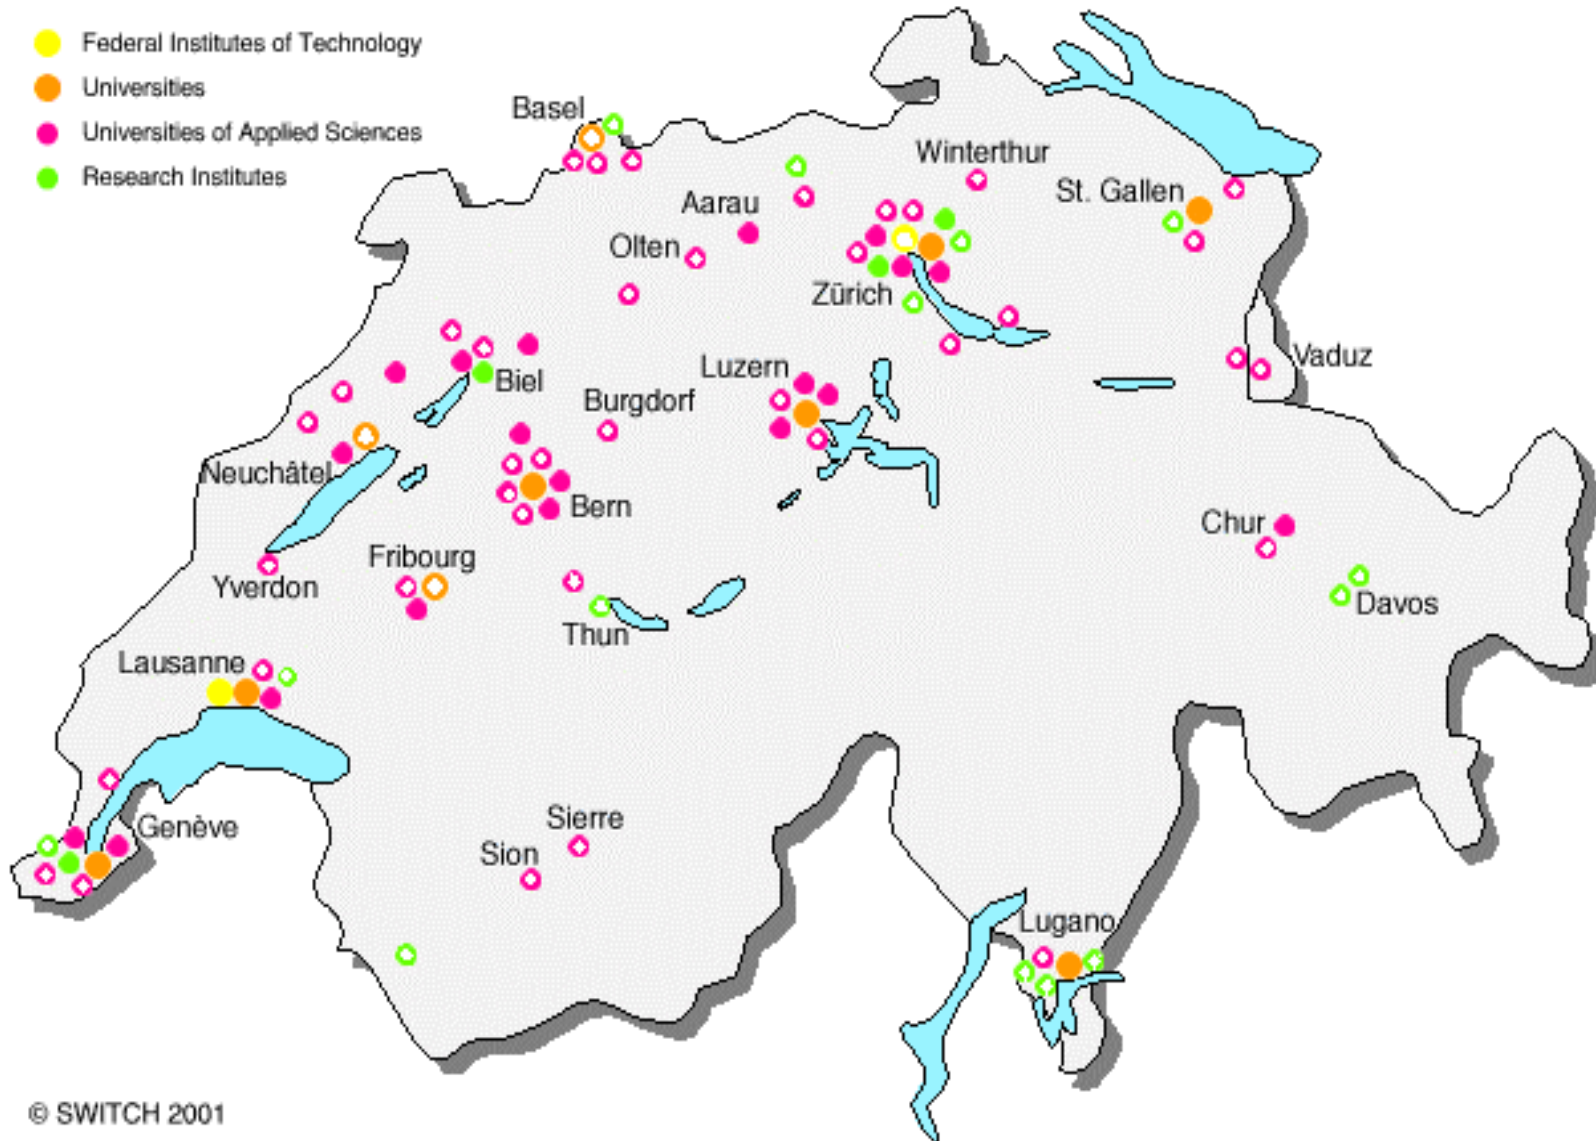 Federal Institutes of Technology
Universities
Universities of Applied Sciences
Research Institutes
Basel
Winterthur
St. Gallen
Aarau
Olten
Zürich
Vaduz
Luzern
Biel
Burgdorf
Neuchâtel
Bern
Chur
Fribourg
Yverdon
Davos
Thun
Lausanne
Genève
Sierre
Sion
Lugano
© SWITCH 2001